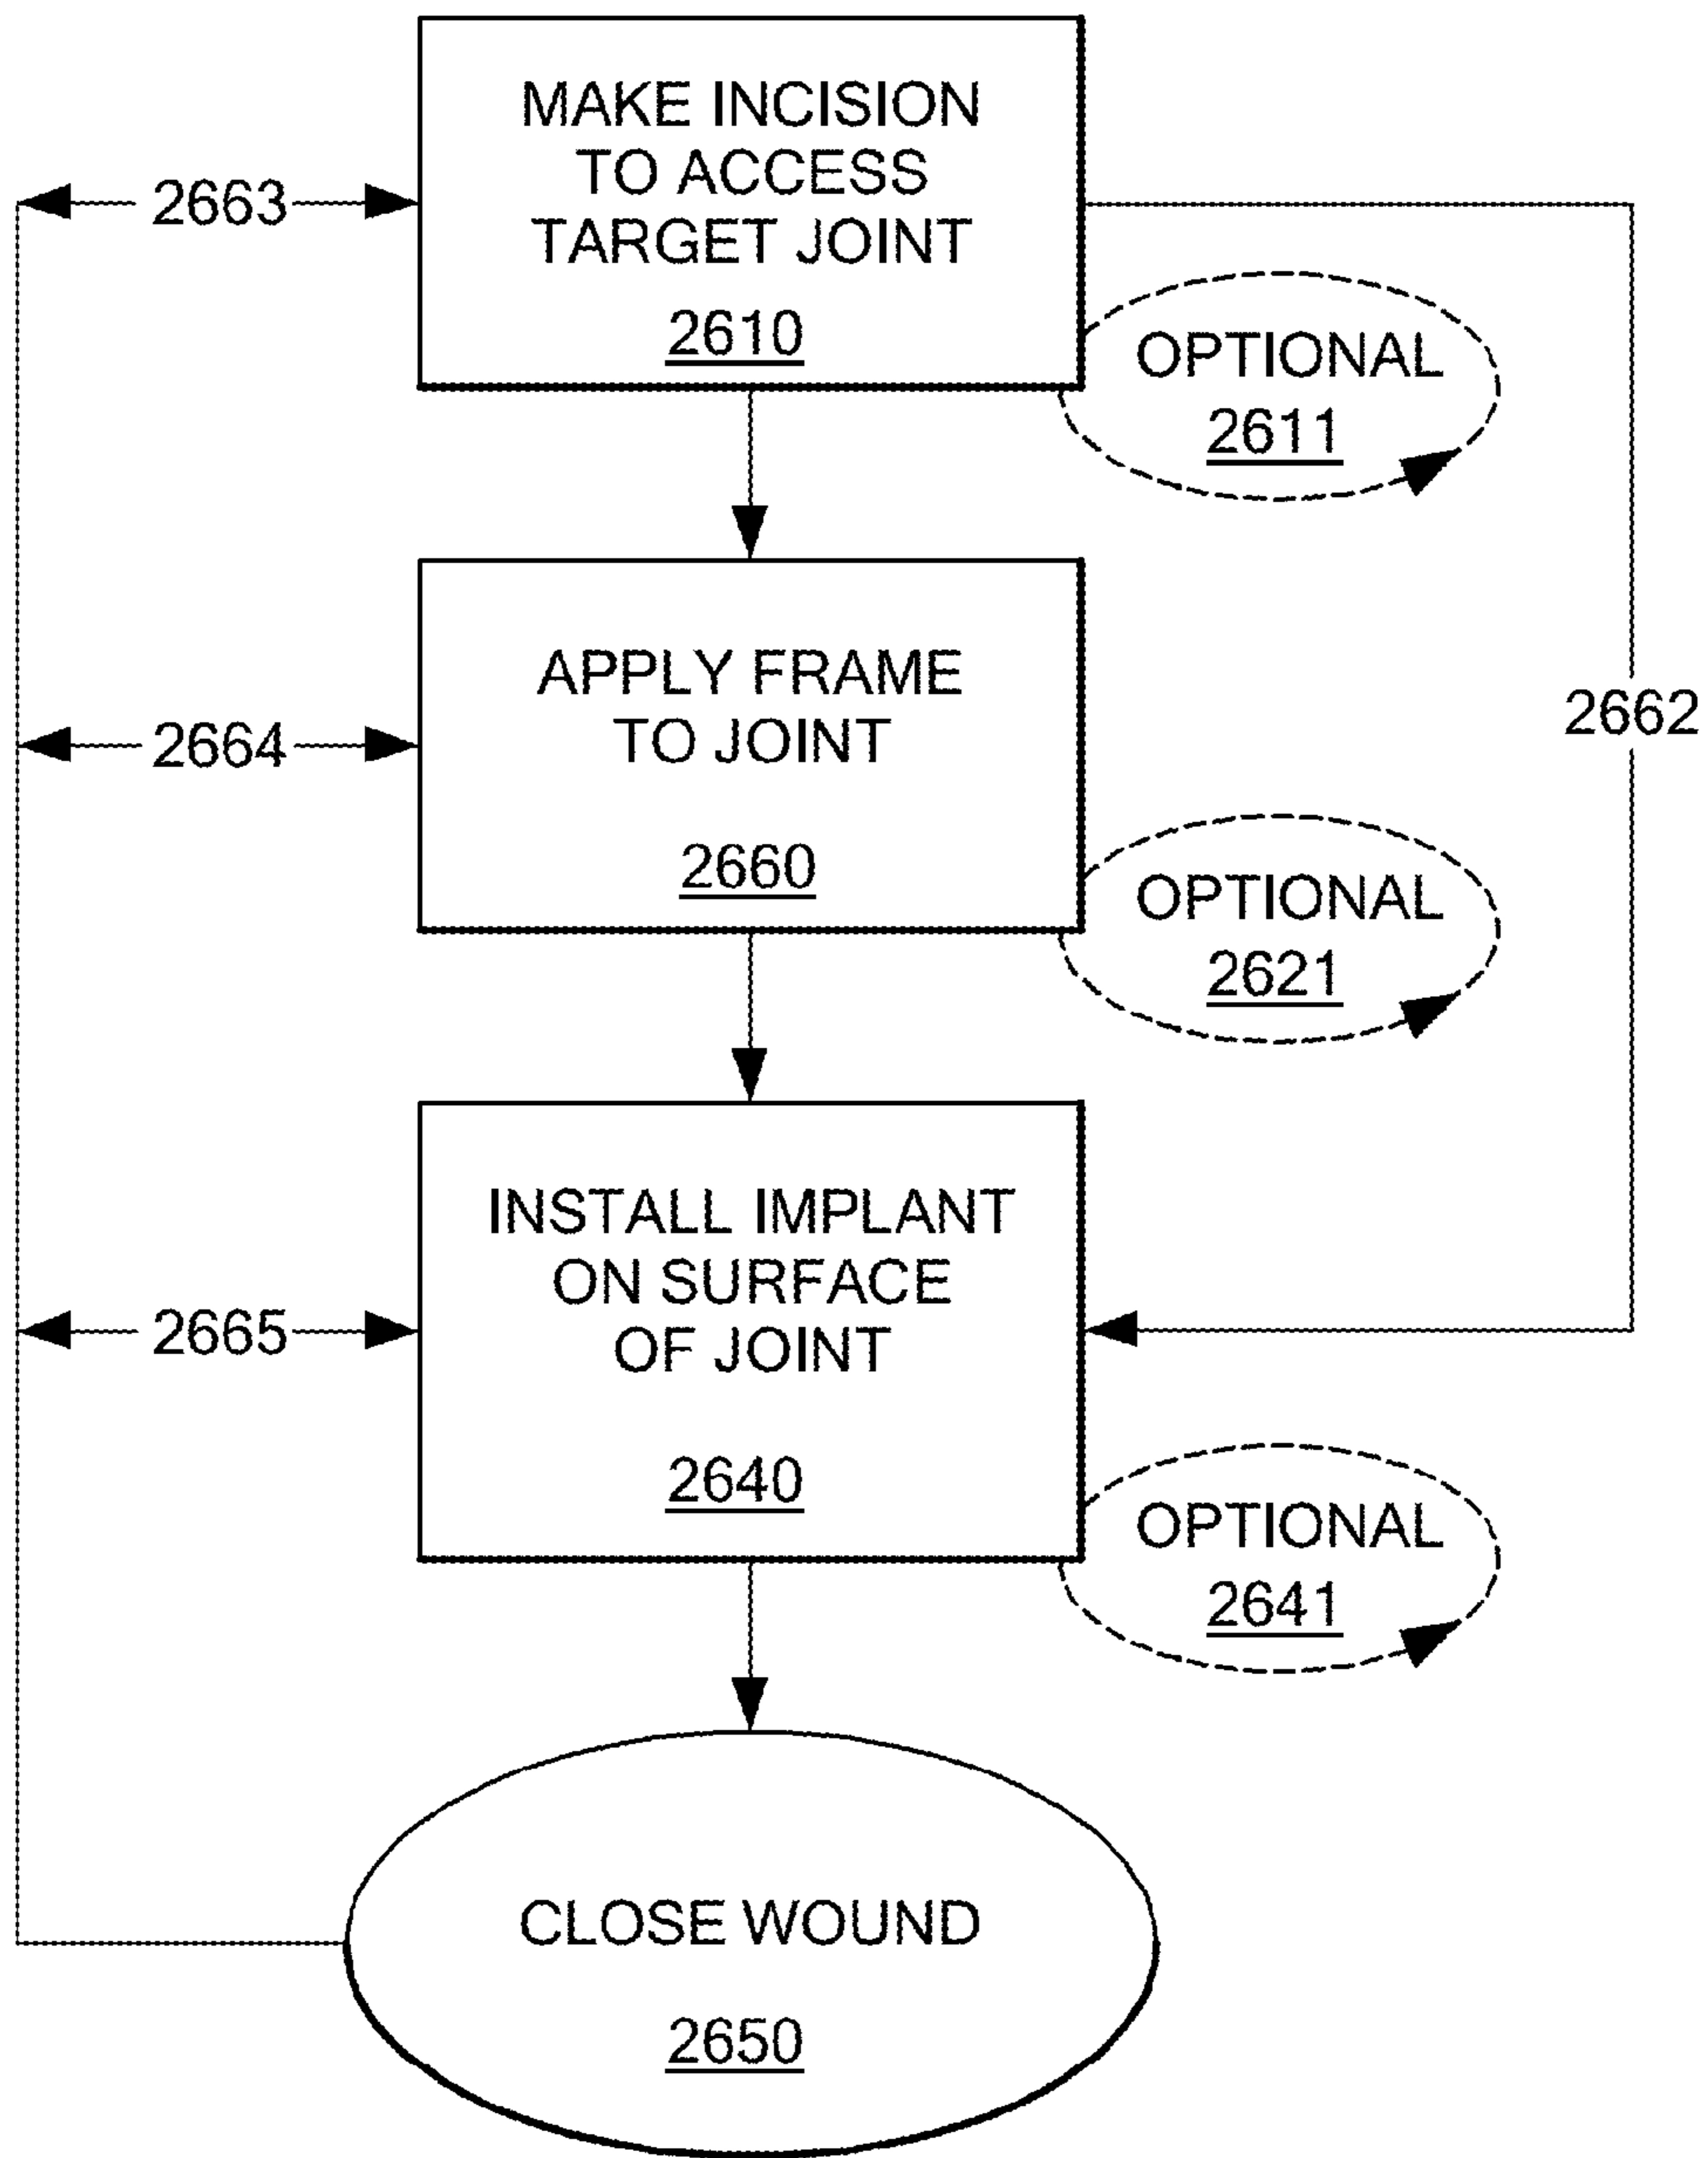 MAKE INCISION
TO ACCESS
TARGET JOINT
2610
2663
OPTIONAL
2611
APPLY FRAME
TO JOINT
2660
2664
2662
OPTIONAL
2621
INSTALL IMPLANT
ON SURFACE
OF JOINT
2640
2665
OPTIONAL
2641
CLOSE WOUND
2650